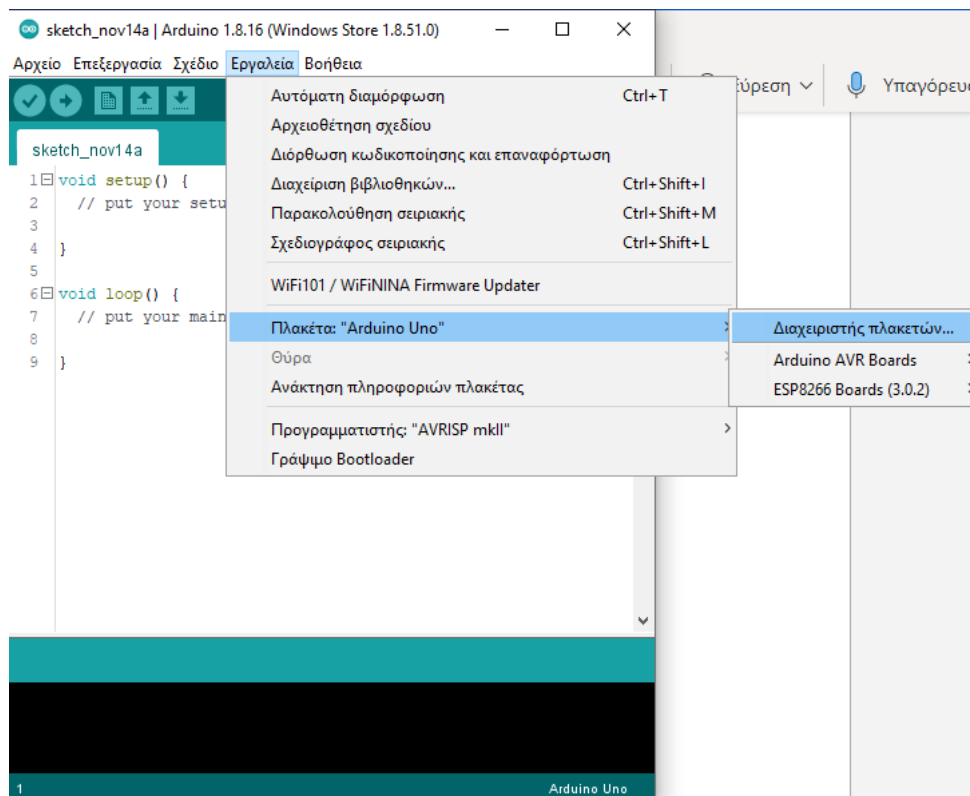 sketch_nov14a | Arduino 1.8.16 (Windows Store 1.8.51.0)
Αρχείο Επεξεργασία Σχέδιο Εργαλεία Βοήθεια
sketch_nov14a
1 void setup() {
2 // put your setu
3
4 }
5
6 void loop() {
7 // put your main
8
9 }
Αυτόματη διαμόρφωση Ctrl+T
Αρχειοθέτηση σχεδίου
Διόρθωση κωδικοποίησης και επαναφόρτωση
Διαχείριση βιβλιοθηκών... Ctrl+Shift+I
Παρακολούθηση σειριακής Ctrl+Shift+M
Σχεδιογράφος σειριακής Ctrl+Shift+L
WiFi101 / WiFiNINA Firmware Updater
Πλακέτα: "Arduino Uno"
Θύρα
Ανάκτηση πληροφοριών πλακέτας
Προγραμματιστής: "AVRISP mkII"
Γράψιμο Bootloader
Διαχειριστής πλακετών...
Arduino AVR Boards
ESP8266 Boards (3.0.2)
ύρεση Υπαγόρευσ
1 Arduino Uno